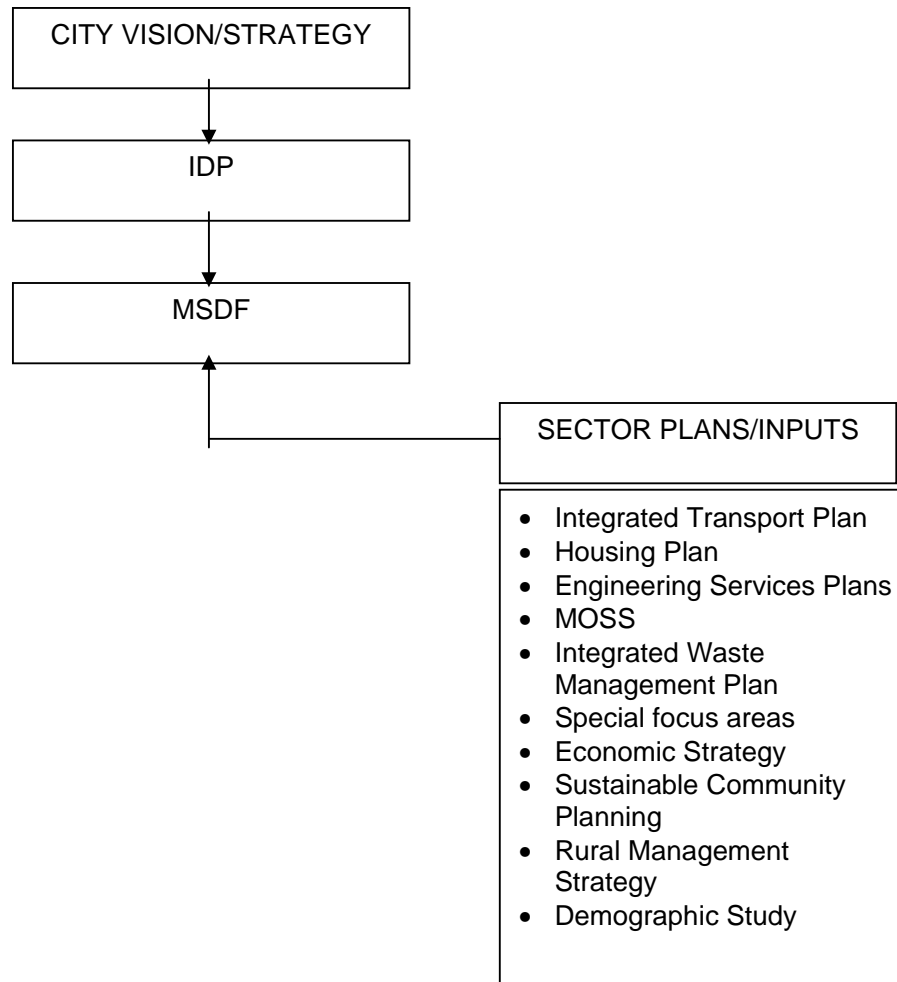 CITY VISION/STRATEGY
IDP
MSDF
SECTOR PLANS/INPUTS
• Integrated Transport Plan
• Housing Plan
• Engineering Services Plans
• MOSS
• Integrated Waste
Management Plan
• Special focus areas
• Economic Strategy
• Sustainable Community
Planning
• Rural Management
Strategy
• Demographic Study